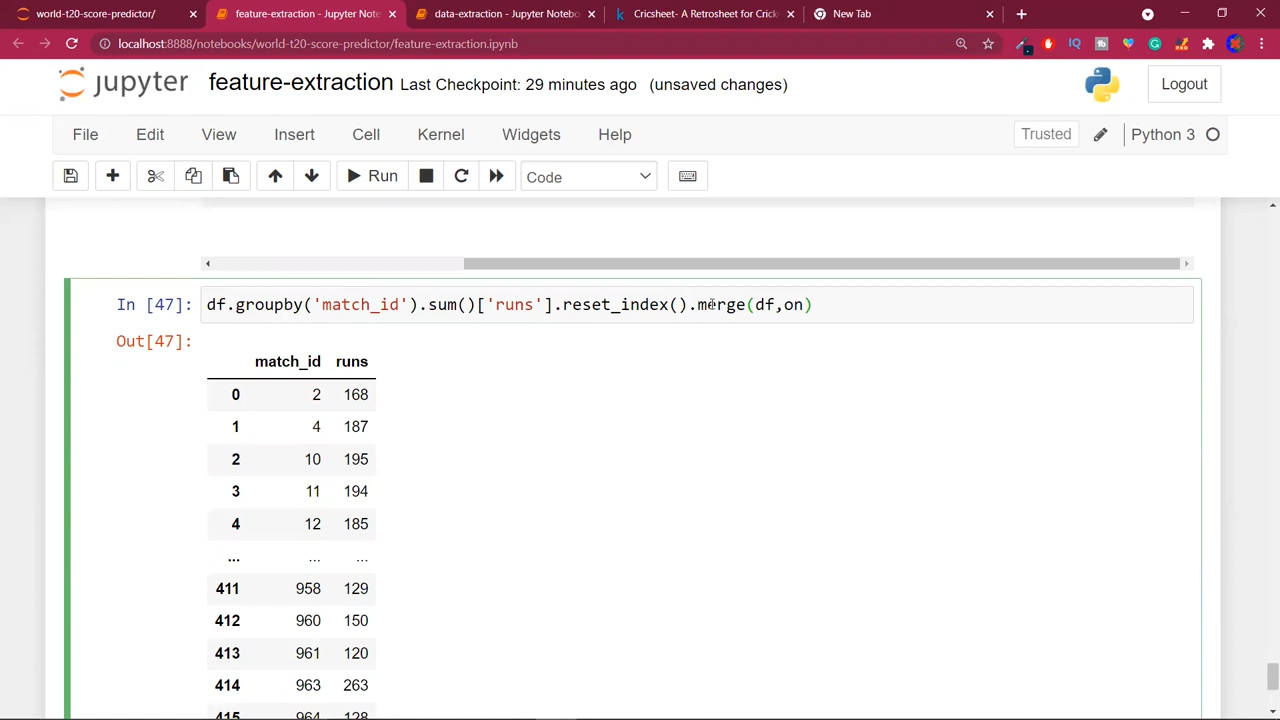 world-t20-score-predictor/
feature-extraction - Jupyter Note
data-extraction - Jupyter Notebo
Cricsheet- A Retrosheet for Crick
New Tab
localhost:8888/notebooks/world-t20-score-predictor/feature-extraction.ipynb
IQ
jupyter
feature-extraction Last Checkpoint: 29 minutes ago (unsaved changes)
Logout
File Edit View Insert Cell Kernel Widgets Help
Trusted
Python 3
Run
Code
In [47]: df.groupby('match_id').sum()['runs'].reset_index().merge(df,on)
Out[47]:
match_id runs
0 2 168
1 4 187
2 10 195
3 11 194
4 12 185
... ... ...
411 958 129
412 960 150
413 961 120
414 963 263
415 964 128